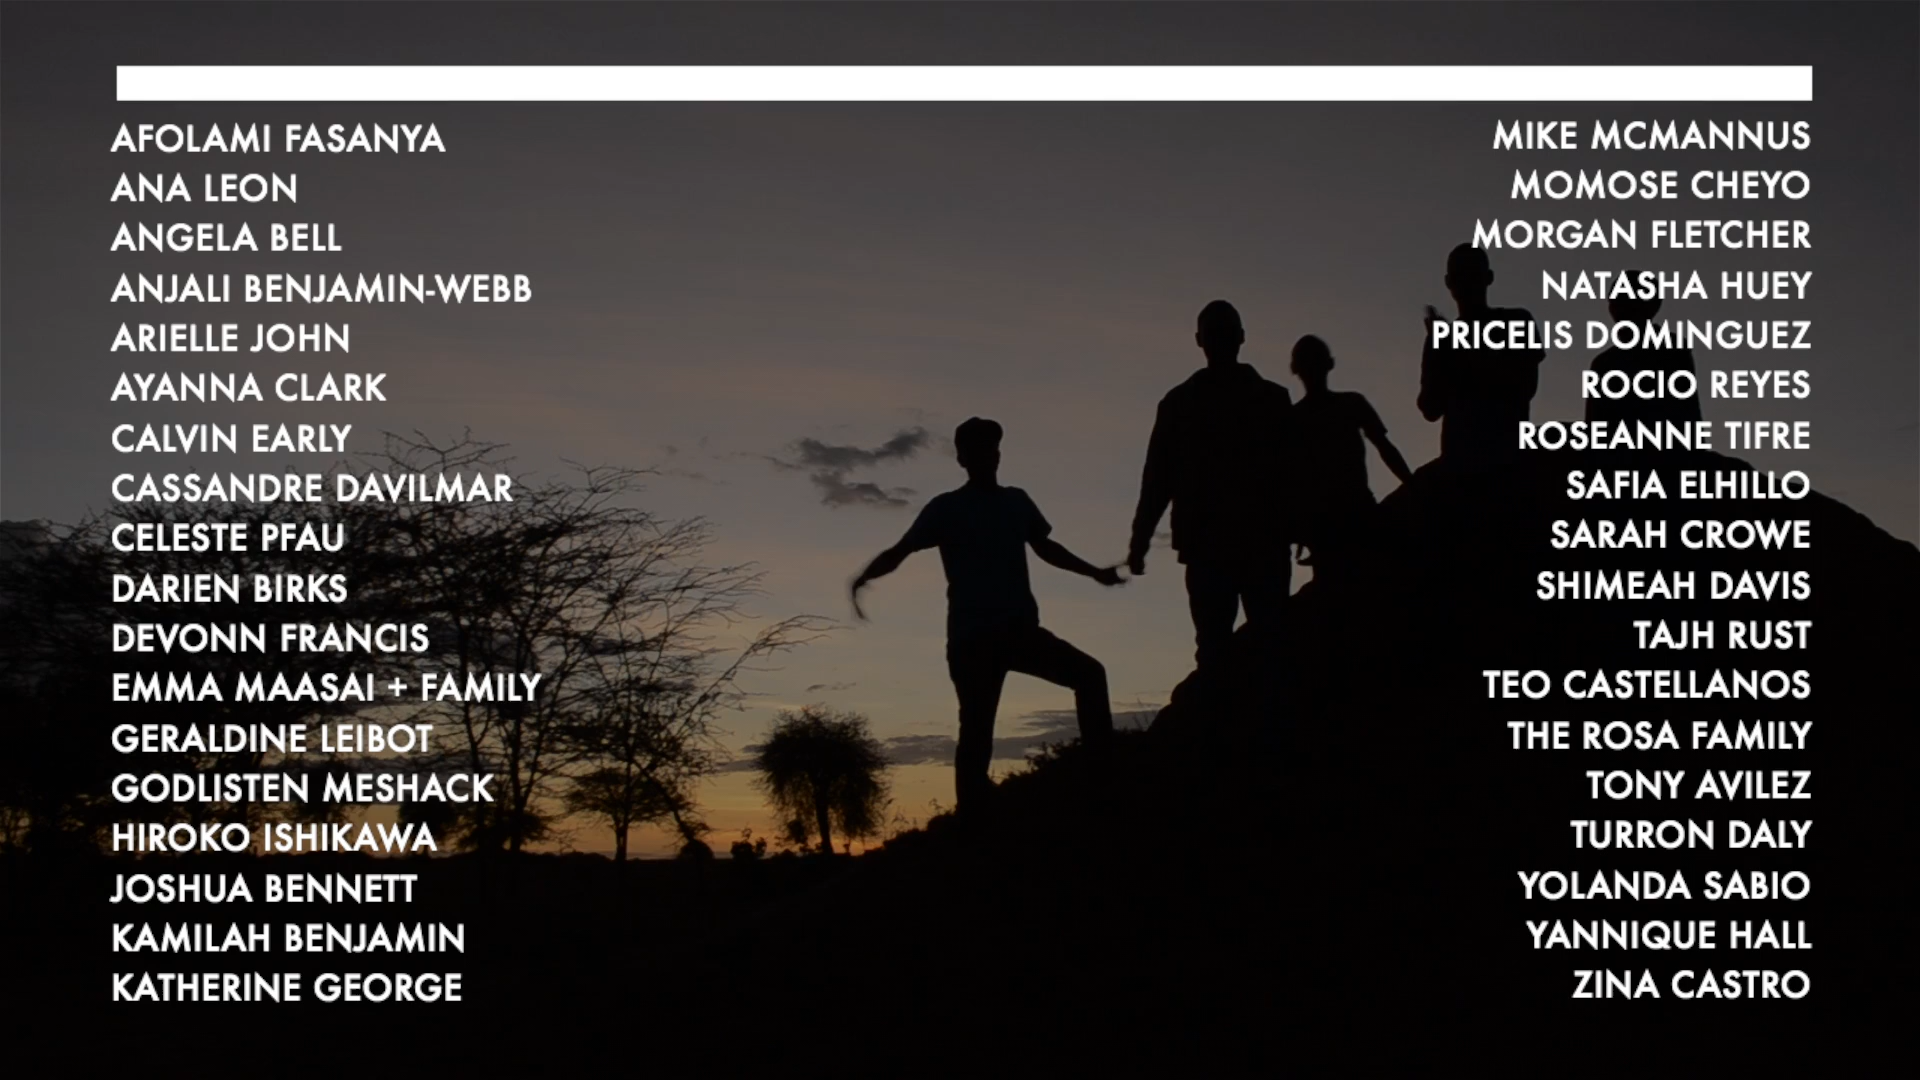 AFOLAMI FASANYA
ANA LEON
ANGELA BELL
ANJALI BENJAMIN-WEBB
ARIELLE JOHN
AYANNA CLARK
CALVIN EARLY
CASSANDRE DAVILMAR
CELESTE PFAU
DARIEN BIRKS
DEVONN FRANCIS
EMMA MAASAI + FAMILY
GERALDINE LEIBOT
GODLISTEN MESHACK
HIROKO ISHIKAWA
JOSHUA BENNETT
KAMILAH BENJAMIN
KATHERINE GEORGE
MIKE MCMANNUS
MOMOSE CHEYO
MORGAN FLETCHER
NATASHA HUEY
PRICELIS DOMINGUEZ
ROCIO REYES
ROSEANNE TIFRE
SAFIA ELHILLO
SARAH CROWE
SHIMEAH DAVIS
TAJH RUST
TEO CASTELLANOS
THE ROSA FAMILY
TONY AVILEZ
TURRON DALY
YOLANDA SABIO
YANNIQUE HALL
ZINA CASTRO